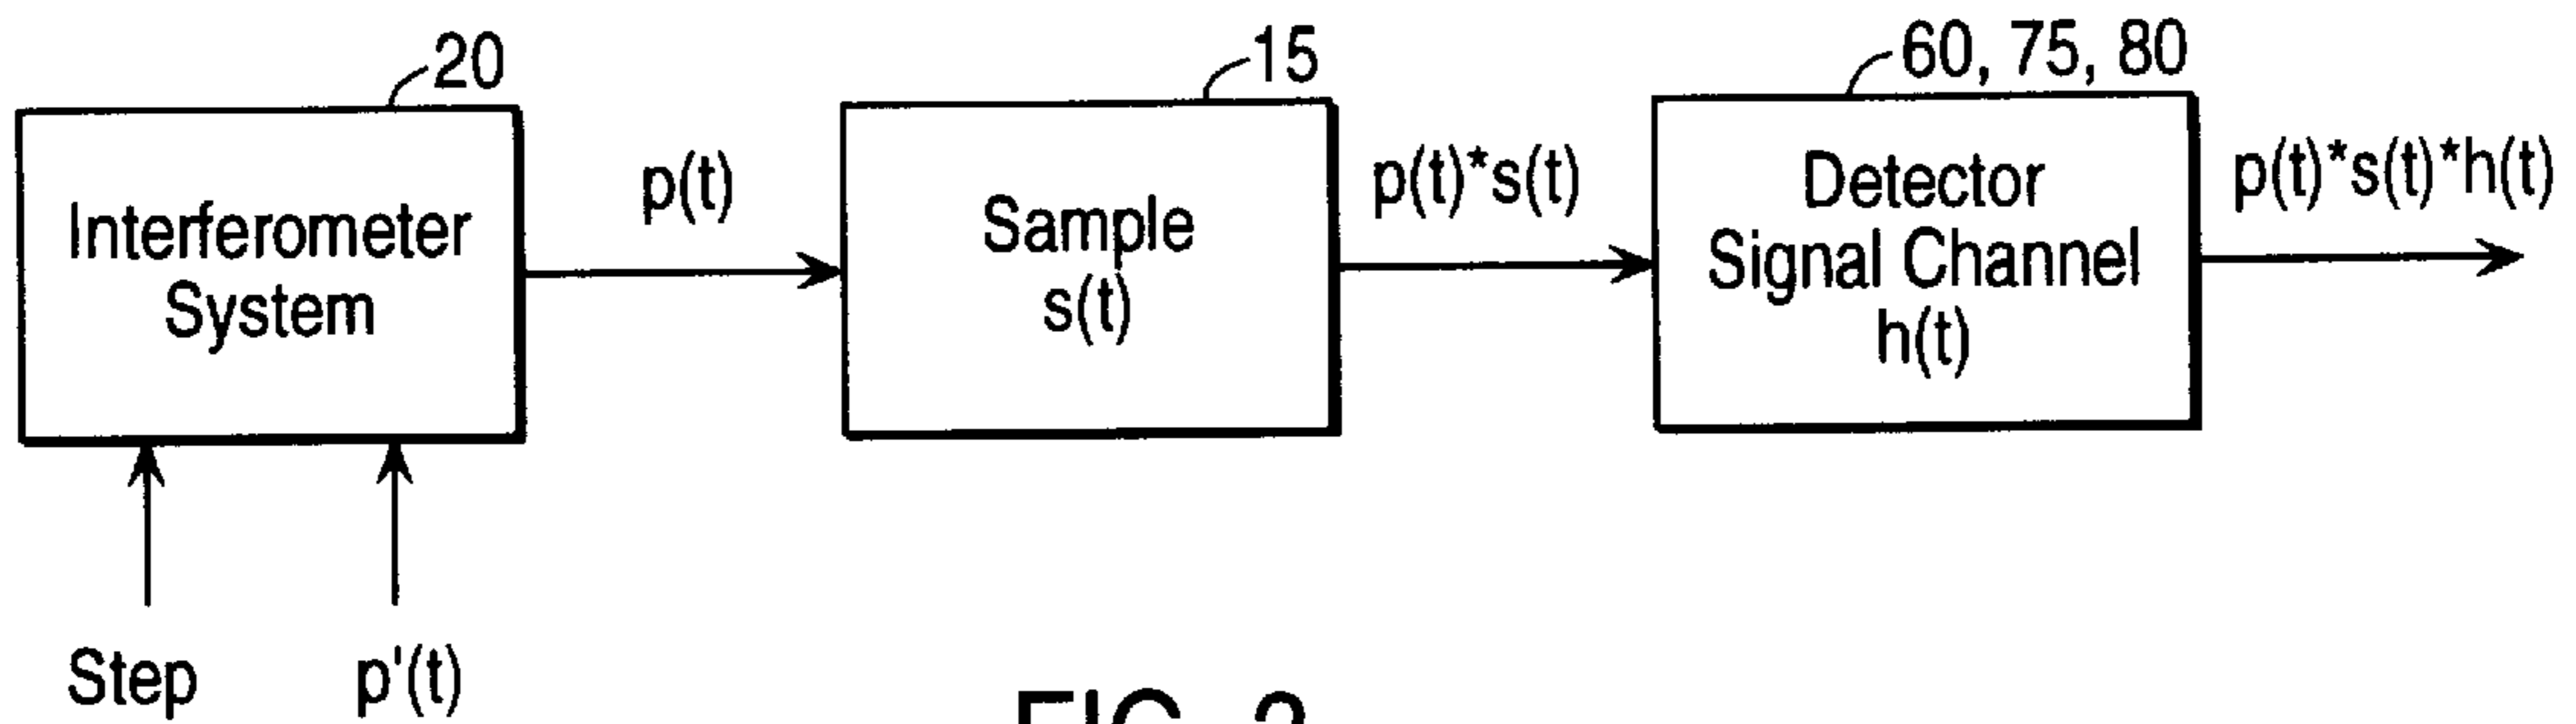 20
15
60, 75, 80
Interferometer
System
p(t)
Sample
s(t)
p(t)*s(t)
Detector
Signal Channel
h(t)
p(t)*s(t)*h(t)
Step
p'(t)